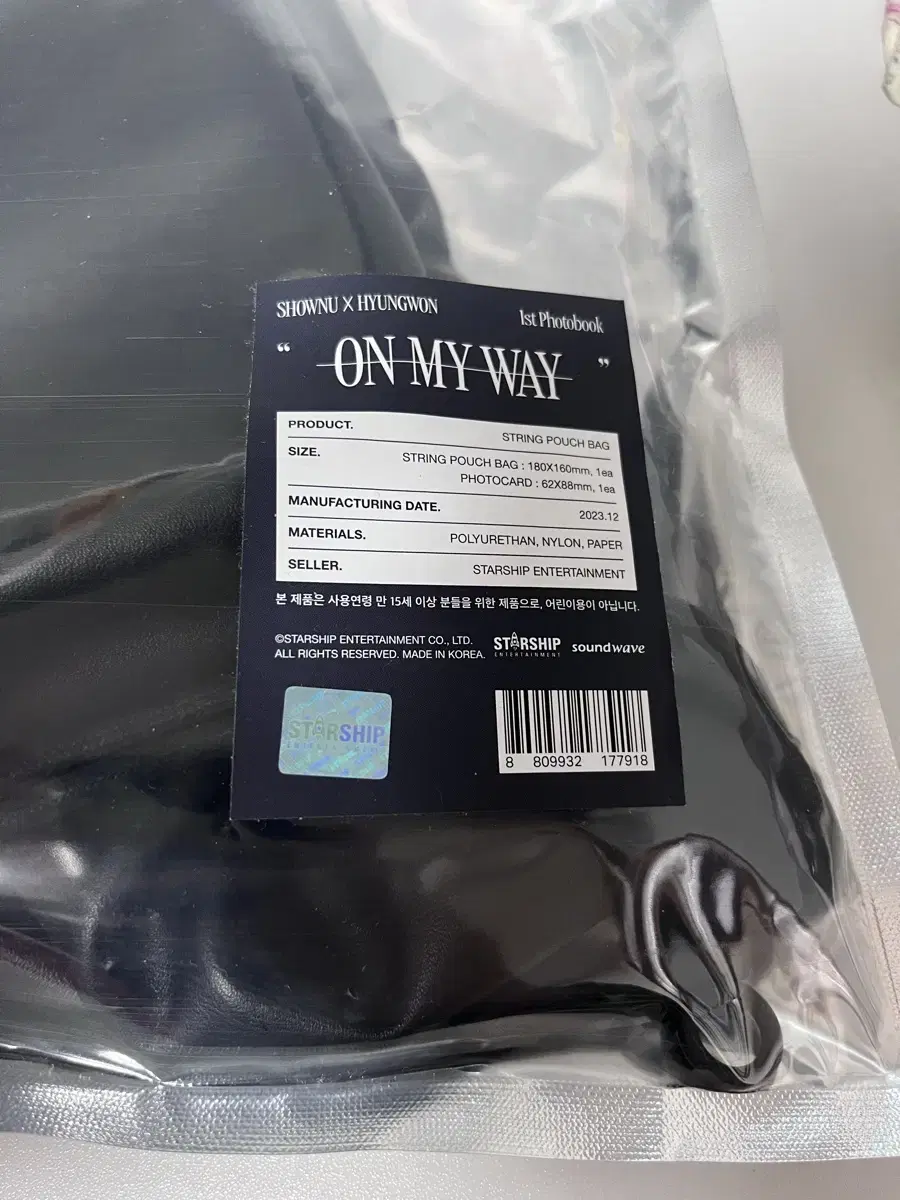 SHOWNU X HYUNGWON
1st Photobook
“ ON MY WAY ”
PRODUCT. STRING POUCH BAG
SIZE. STRING POUCH BAG : 180X160mm, 1ea
PHOTOCARD : 62X88mm, 1ea
MANUFACTURING DATE. 2023.12
MATERIALS. POLYURETHAN, NYLON, PAPER
SELLER. STARSHIP ENTERTAINMENT
본 제품은 사용연령 만 15세 이상 분들을 위한 제품으로, 어린이용이 아닙니다.
©STARSHIP ENTERTAINMENT CO., LTD.
ALL RIGHTS RESERVED. MADE IN KOREA.
STARSHIP
ENTERTAINMENT
soundwave
STARSHIP
ENTERTAINMENT
8 809932 177918